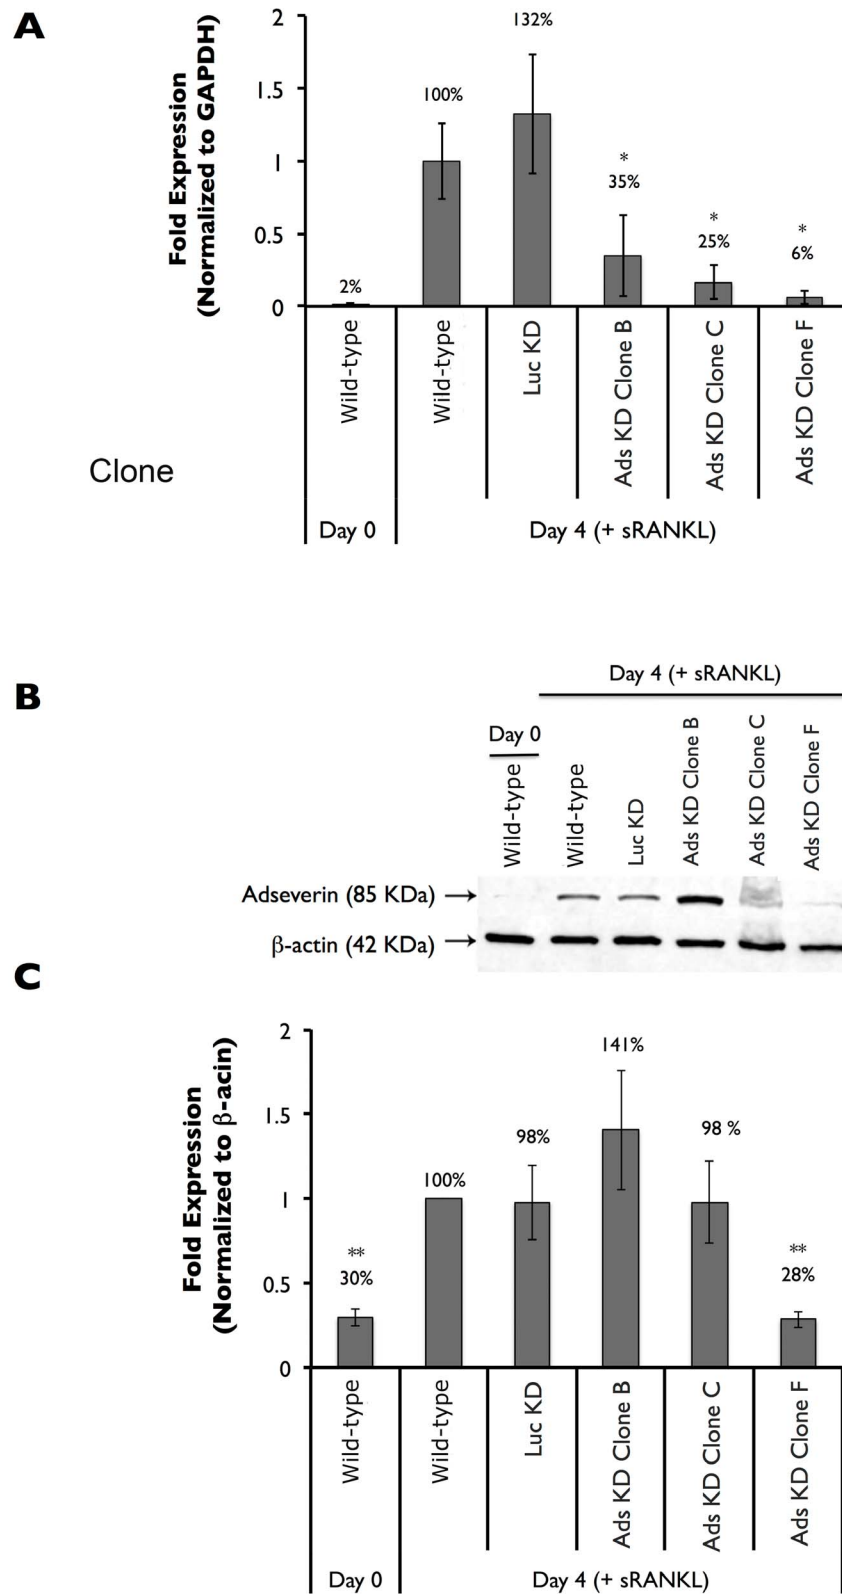 A
Fold Expression
(Normalized to GAPDH)
2
1.5
1
0.5
0
2%
100%
132%
*
35%
*
25%
*
6%
Wild-type
Wild-type
Luc KD
Ads KD Clone B
Ads KD Clone C
Ads KD Clone F
Clone
Day 0
Day 4 (+ sRANKL)
B
Day 4 (+ sRANKL)
Day 0
Wild-type
Wild-type
Luc KD
Ads KD Clone B
Ads KD Clone C
Ads KD Clone F
Adseverin (85 KDa) →
β-actin (42 KDa) →
C
Fold Expression
(Normalized to β-acin)
2
1.5
1
0.5
0
**
30%
100%
98%
141%
98 %
**
28%
Wild-type
Wild-type
Luc KD
Ads KD Clone B
Ads KD Clone C
Ads KD Clone F
Day 0
Day 4 (+ sRANKL)